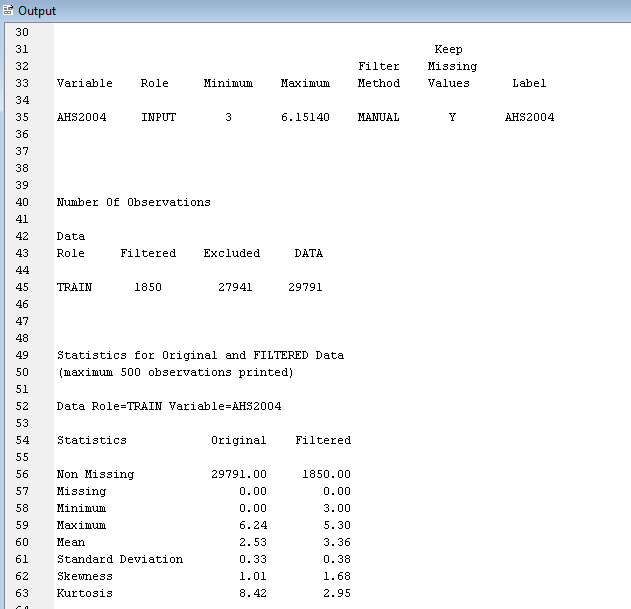 Output
30
31 Keep
32 Filter Missing
33 Variable Role Minimum Maximum Method Values Label
34
35 AHS2004 INPUT 3 6.15140 MANUAL Y AHS2004
36
37
38
39
40 Number Of Observations
41
42 Data
43 Role Filtered Excluded DATA
44
45 TRAIN 1850 27941 29791
46
47
48
49 Statistics for Original and FILTERED Data
50 (maximum 500 observations printed)
51
52 Data Role=TRAIN Variable=AHS2004
53
54 Statistics Original Filtered
55
56 Non Missing 29791.00 1850.00
57 Missing 0.00 0.00
58 Minimum 0.00 3.00
59 Maximum 6.24 5.30
60 Mean 2.53 3.36
61 Standard Deviation 0.33 0.38
62 Skewness 1.01 1.68
63 Kurtosis 8.42 2.95